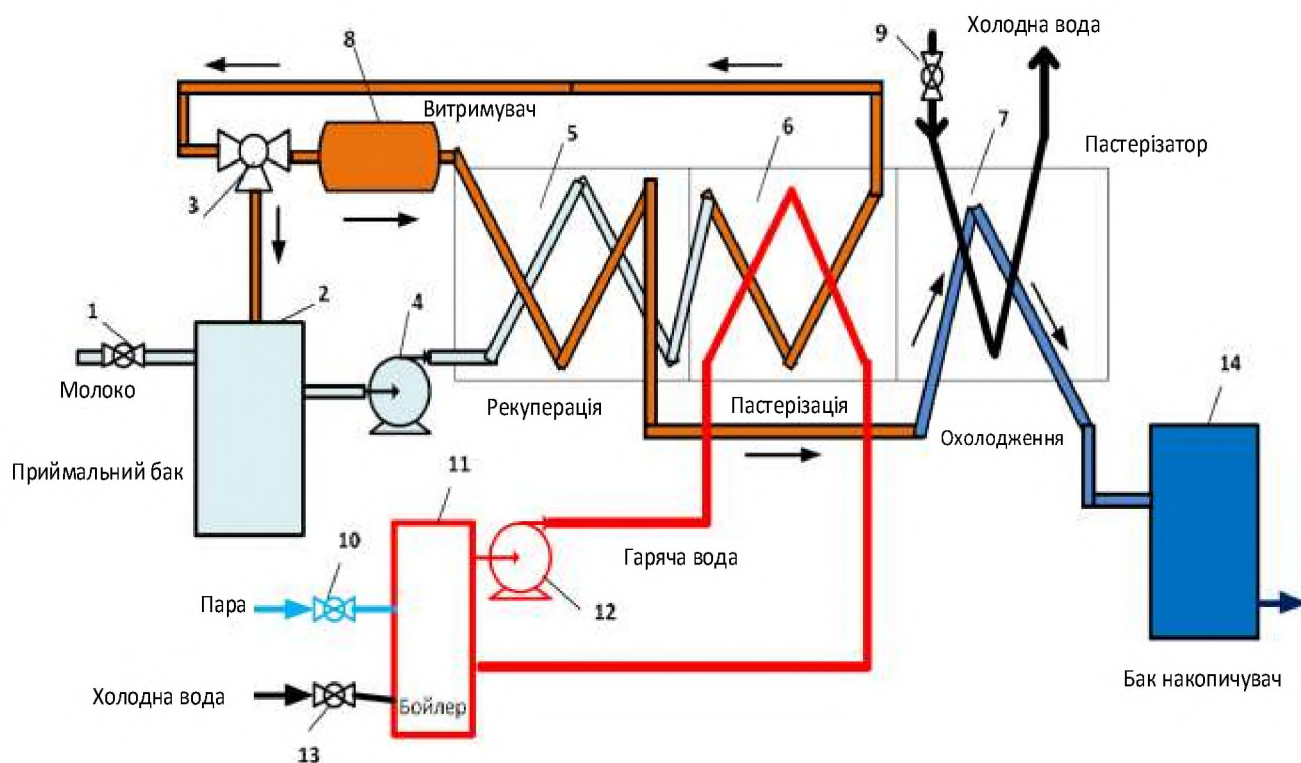 Холодна вода
9
8
Витримувач
5
6
7
Пастерізатор
3
1
2
4
Молоко
Рекуперація
Пастерізація
Охолодження
14
Приймальний бак
11
10
Гаряча вода
Пара
12
Холодна вода
Бойлер
Бак накопичувач
13